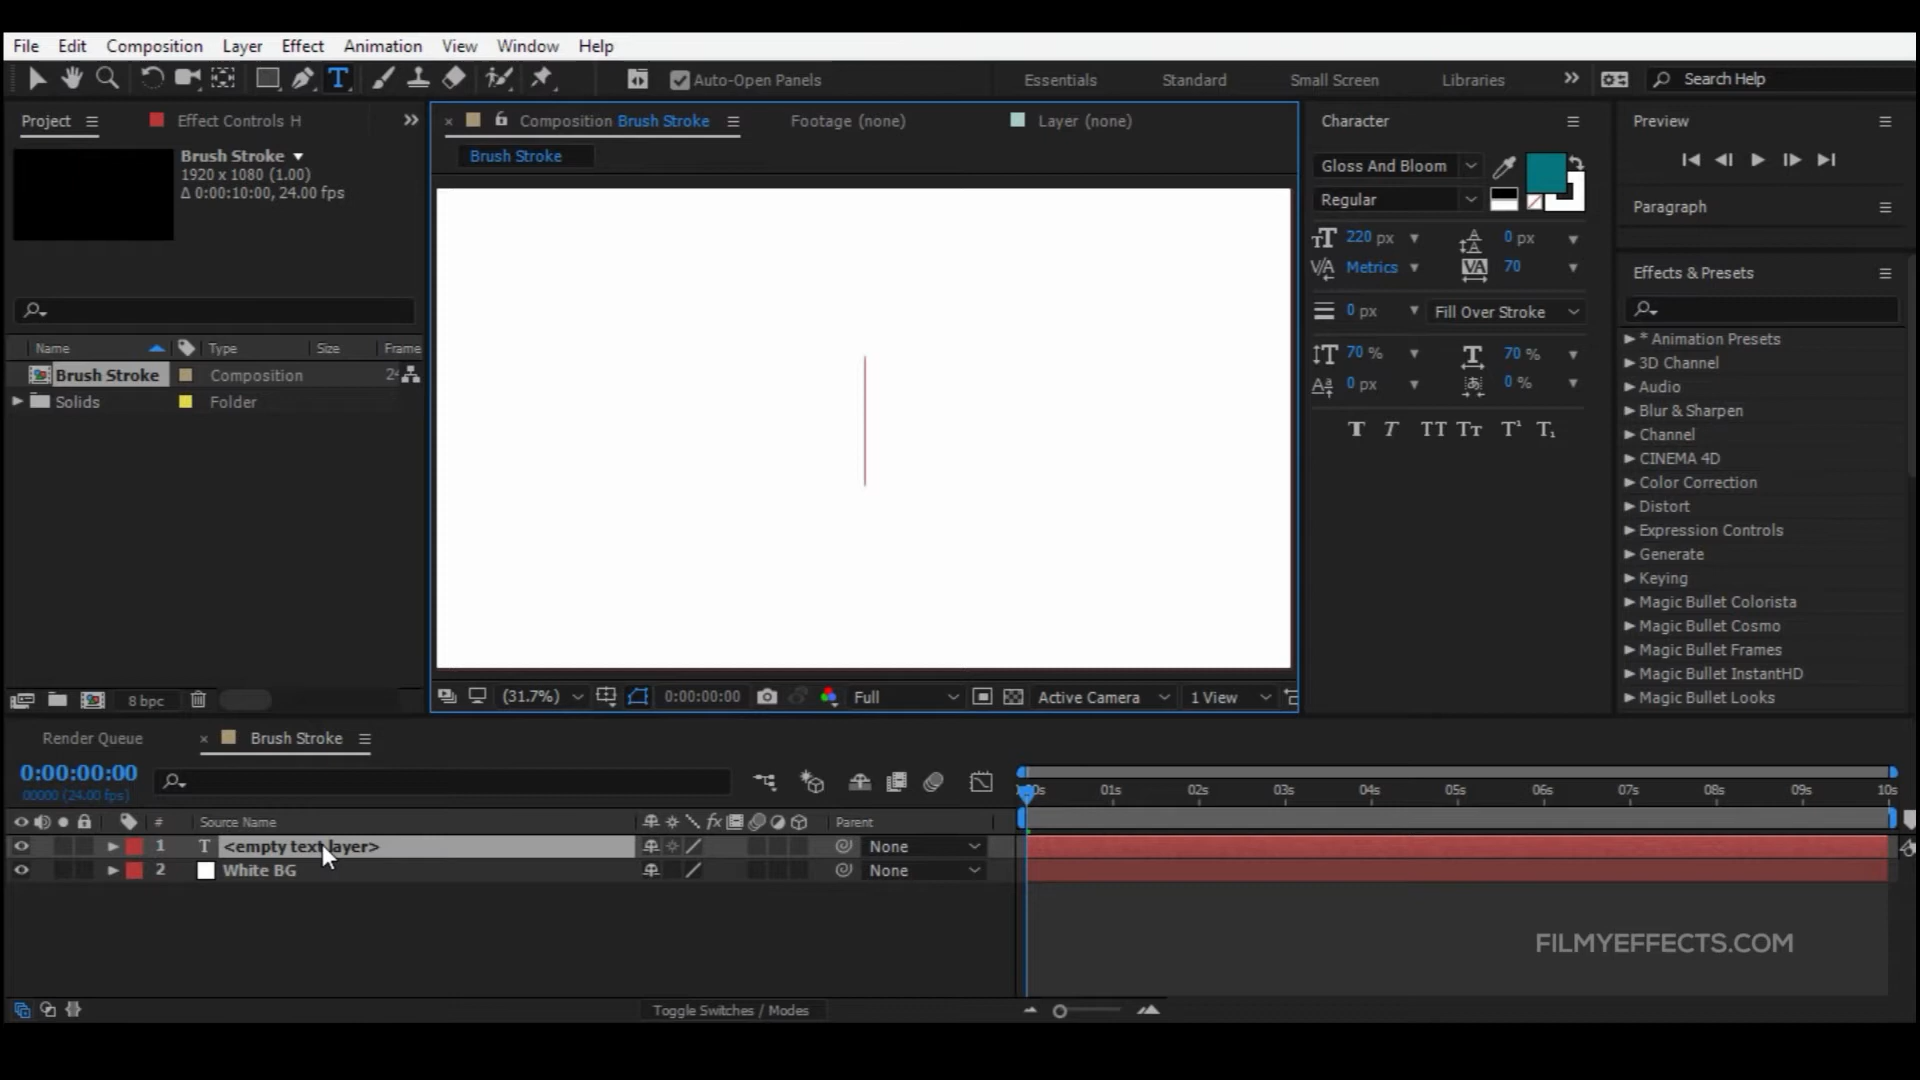 File Edit Composition Layer Effect Animation View Window Help
T Auto-Open Panels Essentials Standard Small Screen Libraries Search Help
Project Effect Controls H
Brush Stroke
1920 x 1080 (1.00)
Δ 0:00:10:00, 24.00 fps
Name Type Size Frame
Brush Stroke Composition
Solids Folder
8 bpc
Composition Brush Stroke Footage (none) Layer (none)
Brush Stroke
(31.7%) 0:00:00:00 Full Active Camera 1 View
Character
Gloss And Bloom
Regular
220 px 0 px
Metrics 70
0 px Fill Over Stroke
70 % 70 %
0 px 0 %
T T TT Tт T¹ T₁
Preview
Paragraph
Effects & Presets
* Animation Presets
3D Channel
Audio
Blur & Sharpen
Channel
CINEMA 4D
Color Correction
Distort
Expression Controls
Generate
Keying
Magic Bullet Colorista
Magic Bullet Cosmo
Magic Bullet Frames
Magic Bullet InstantHD
Magic Bullet Looks
Render Queue Brush Stroke
0:00:00:00
00000 (24.00 fps)
# Source Name fx Parent
1 T <empty text layer> None
2 White BG None
01s 02s 03s 04s 05s 06s 07s 08s 09s 10s
FILMYEFFECTS.COM
Toggle Switches / Modes